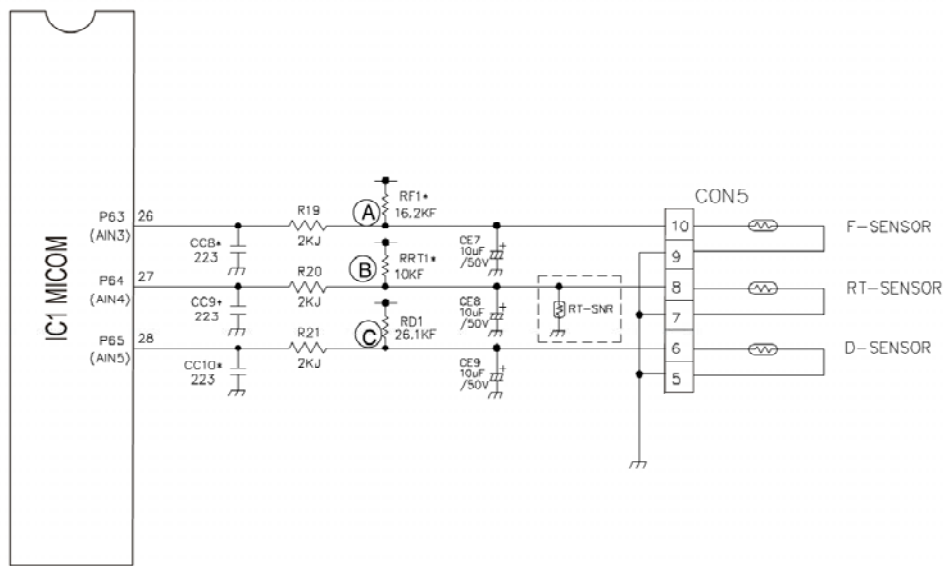 IC1 MICOM
P63
(AIN3)
26
CC8*
223
R19
2KJ
A
RF1*
16.2KF
CE7
10uF
/50V
P64
(AIN4)
27
CC9+
223
R20
2KJ
B
RRT1*
10KF
CE8
10uF
/50V
RT-SNR
P65
(AIN5)
28
CC10*
223
R21
2KJ
C
RD1
26.1KF
CE9
10uF
/50V
CON5
10
9
8
7
6
5
F-SENSOR
RT-SENSOR
D-SENSOR